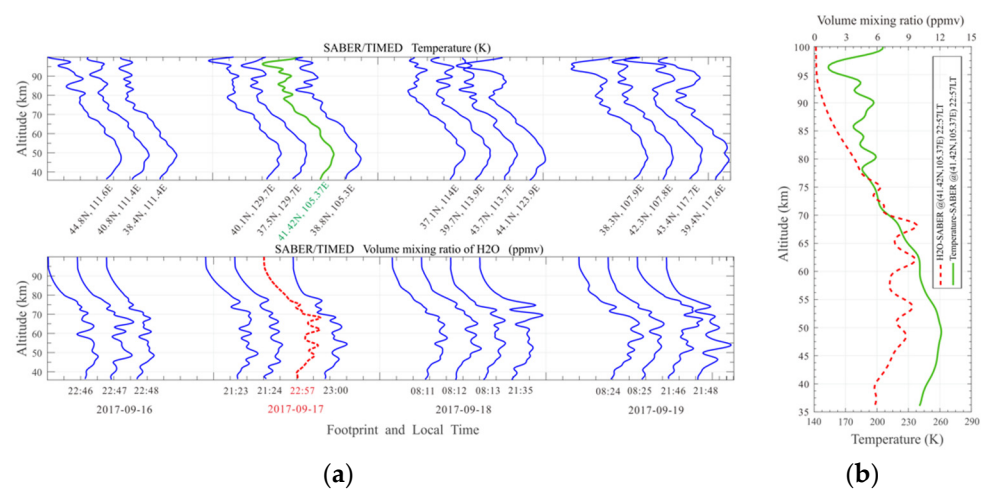 SABER/TIMED Temperature (K)
Altitude (km)
90
80
70
60
50
40
44.8N, 111.6E
40.8N, 111.4E
38.4N, 111.4E
40.1N, 129.7E
37.5N, 129.7E
41.42N, 105.37E
38.8N, 105.3E
37.1N, 114E
39.7N, 113.9E
43.7N, 113.7E
44.1N, 123.9E
38.3N, 107.9E
42.3N, 107.8E
43.4N, 117.7E
39.4N, 117.6E
SABER/TIMED Volume mixing ratio of H2O (ppmv)
Altitude (km)
90
80
70
60
50
40
22:46 22:47 22:48 21:23 21:24 22:57 23:00 08:11 08:12 08:13 21:35 08:24 08:25 21:46 21:48
2017-09-16 2017-09-17 2017-09-18 2017-09-19
Footprint and Local Time
(a)
Volume mixing ratio (ppmv)
0 3 6 9 12 15
Altitude (km)
100
95
90
85
80
75
70
65
60
55
50
45
40
35
H2O-SABER @(41.42N,105.37E) 22:57LT
Temperature-SABER @(41.42N,105.37E) 22:57LT
140 170 200 230 260 290
Temperature (K)
(b)